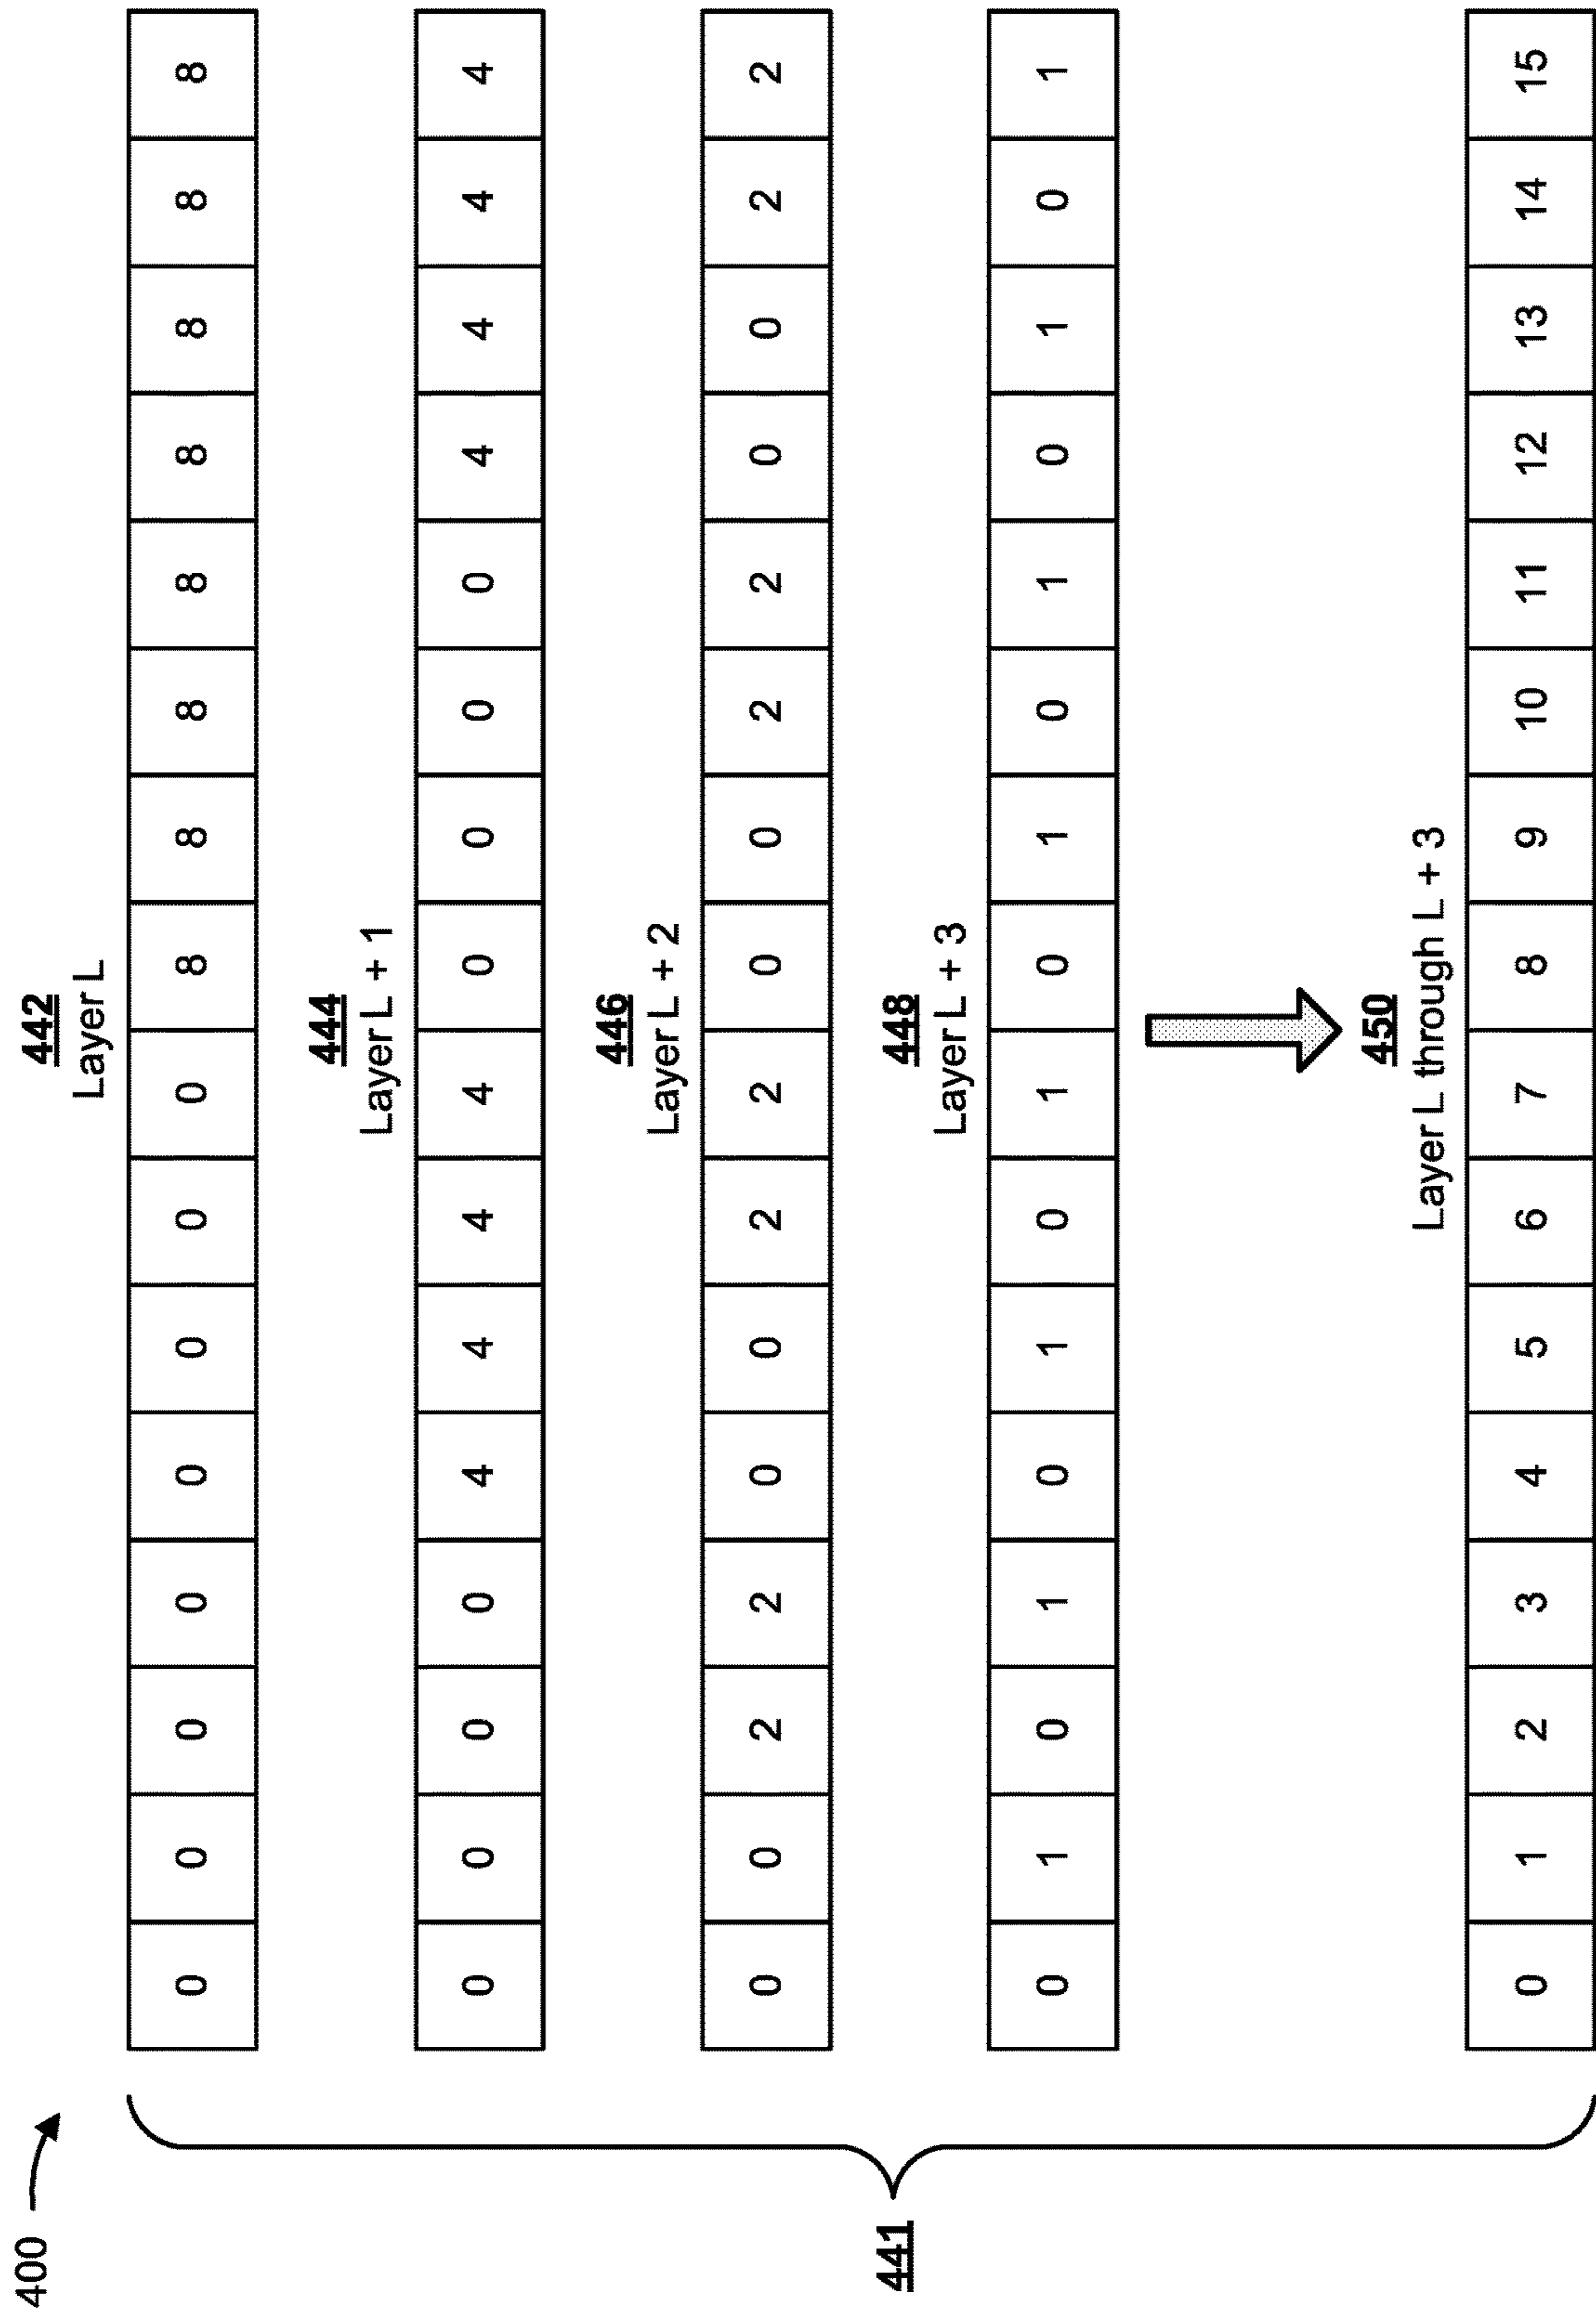 400
442
Layer L
0 0 0 0 0 0 0 0 8 8 8 8 8 8 8 8
444
Layer L + 1
0 0 0 0 4 4 4 4 0 0 0 0 4 4 4 4
446
Layer L + 2
0 0 2 2 0 0 2 2 0 0 2 2 0 0 2 2
448
Layer L + 3
0 1 0 1 0 1 0 1 0 1 0 1 0 1 0 1
441
450
Layer L through L + 3
0 1 2 3 4 5 6 7 8 9 10 11 12 13 14 15